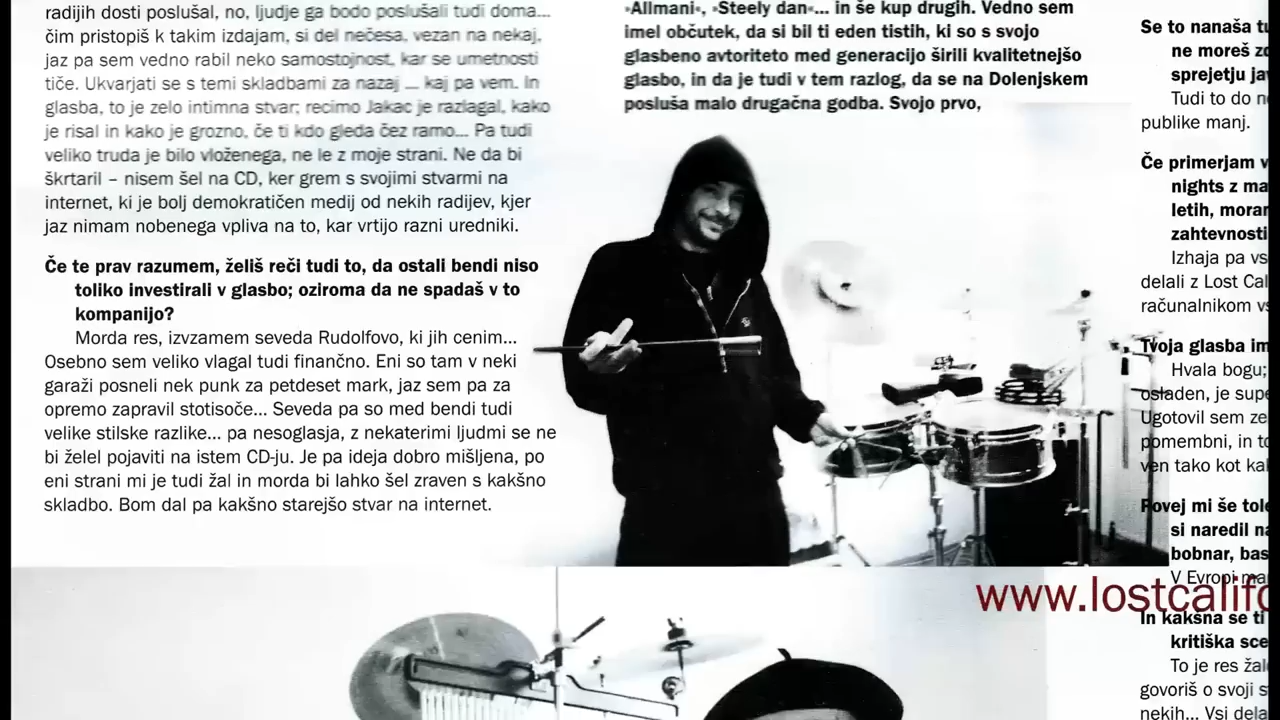 radijih dosti poslušal, no, ljudje ga bodo poslušali tudi doma...
čim pristopiš k takim izdajam, si del nečesa, vezan na nekaj,
jaz pa sem vedno rabil neko samostojnost, kar se umetnosti
tiče. Ukvarjati se s temi skladbami za nazaj ... kaj pa vem. In
glasba, to je zelo intimna stvar; recimo Jakac je razlagal, kako
je risal in kako je grozno, če ti kdo gleda čez ramo... Pa tudi
veliko truda je bilo vloženega, ne le z moje strani. Ne da bi
škrtaril – nisem šel na CD, ker grem s svojimi stvarmi na
internet, ki je bolj demokratičen medij od nekih radijev, kjer
jaz nimam nobenega vpliva na to, kar vrtijo razni uredniki.
Če te prav razumem, želiš reči tudi to, da ostali bendi niso
toliko investirali v glasbo; oziroma da ne spadaš v to
kompanijo?
Morda res, izvzamem seveda Rudolfovo, ki jih cenim...
Osebno sem veliko vlagal tudi finančno. Eni so tam v neki
garaži posneli nek punk za petdeset mark, jaz sem pa za
opremo zapravil stotisoče... Seveda pa so med bendi tudi
velike stilske razlike... pa nesoglasja, z nekaterimi ljudmi se ne
bi želel pojaviti na istem CD-ju. Je pa ideja dobro mišljena, po
eni strani mi je tudi žal in morda bi lahko šel zraven s kakšno
skladbo. Bom dal pa kakšno starejšo stvar na internet.
»Allmani«, »Steely dan«... in še kup drugih. Vedno sem
imel občutek, da si bil ti eden tistih, ki so s svojo
glasbeno avtoriteto med generacijo širili kvalitetnejšo
glasbo, in da je tudi v tem razlog, da se na Dolenjskem
posluša malo drugačna godba. Svojo prvo,
Se to nanaša
ne moreš
sprejetju
Tudi to do
publike manj.
Če primerjam
nights z
letih,
zahtevnosti
Izhaja pa
delali z Lost
računalnikom
Tvoja glasba
Hvala bogu;
osladen, je
Ugotovil sem
pomembni, in
ven tako kot
Povej mi še
si naredil
bobnar,
V Evropi
www.lostcalifo
In kakšna se ti
kritiška
To je res
govoriš o svoji
nekih... Vsi